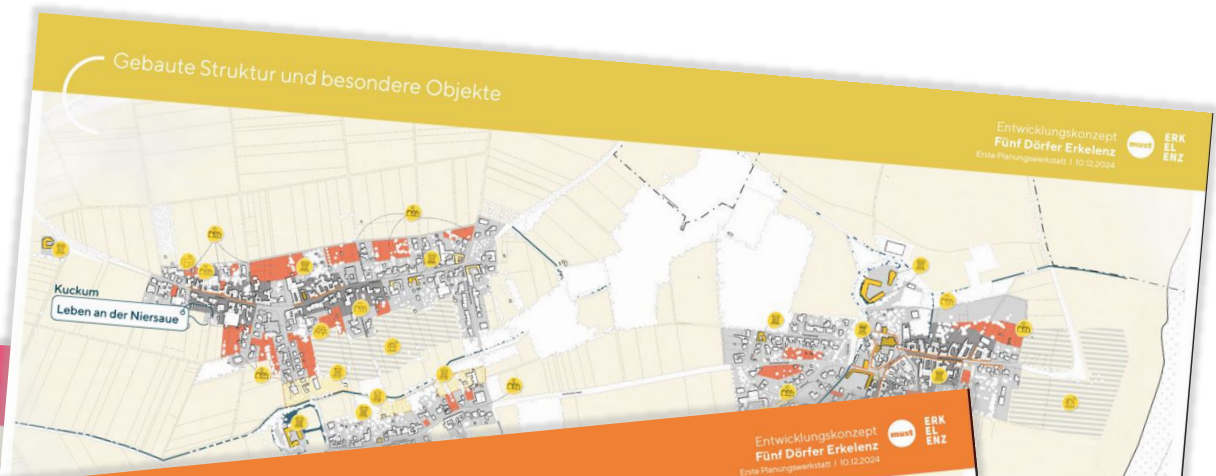 Gebaute Struktur und besondere Objekte
Entwicklungskonzept
Fünf Dörfer Erkelenz
Erste Planungswerkstatt | 10.12.2024
must
ERK
EL
ENZ
Kuckum
Leben an der Niersaue
Entwicklungskonzept
Fünf Dörfer Erkelenz
Erste Planungswerkstatt | 10.12.2024
must
ERK
EL
ENZ